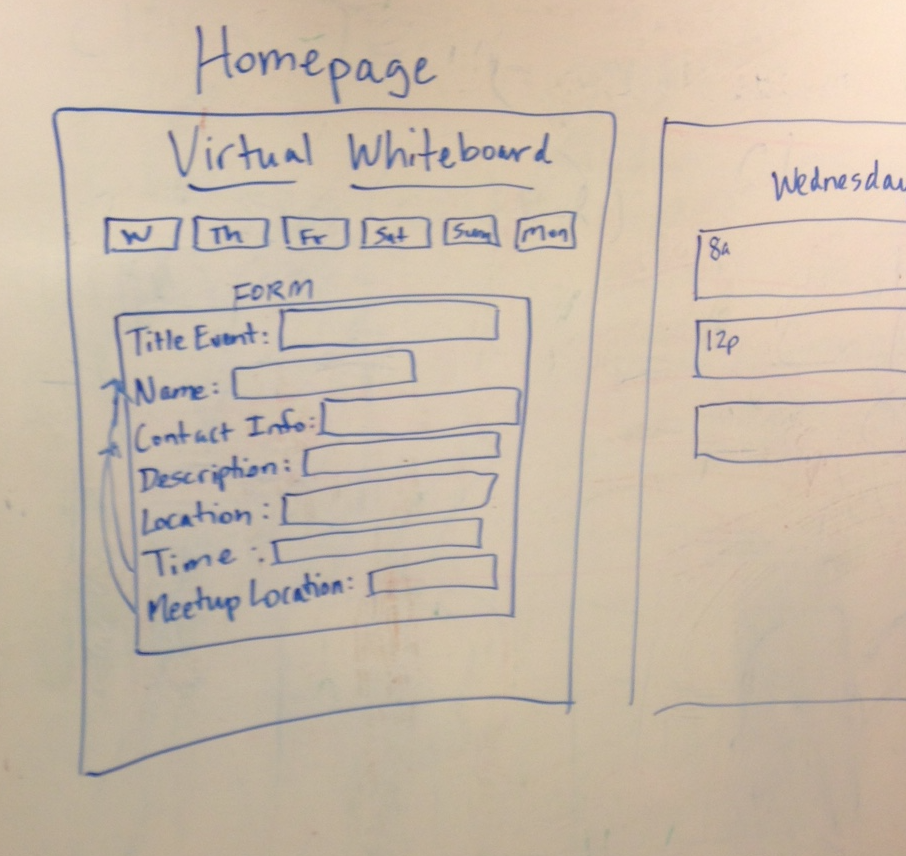 Homepage
Virtual Whiteboard
W Th Fr Sat Sun Mon
FORM
Title Event:
Name:
Contact Info:
Description:
Location:
Time:
Meetup Location:
Wednesday
8a
12p